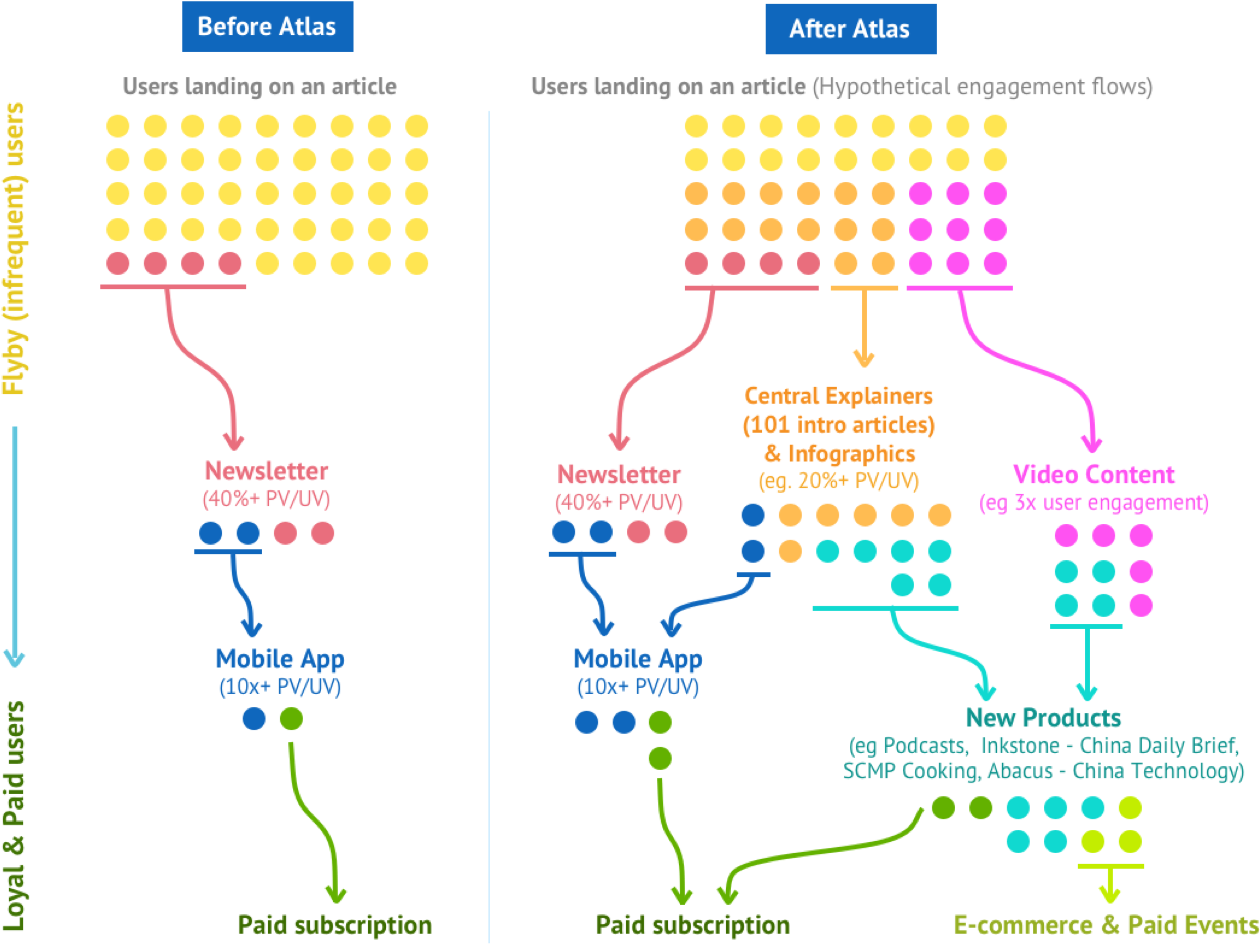 Before Atlas
After Atlas
Users landing on an article
Users landing on an article (Hypothetical engagement flows)
Flyby (infrequent) users
Loyal & Paid users
Newsletter
(40%+ PV/UV)
Mobile App
(10x+ PV/UV)
Paid subscription
Newsletter
(40%+ PV/UV)
Central Explainers
(101 intro articles)
& Infographics
(eg. 20%+ PV/UV)
Video Content
(eg 3x user engagement)
Mobile App
(10x+ PV/UV)
New Products
(eg Podcasts, Inkstone - China Daily Brief,
SCMP Cooking, Abacus - China Technology)
Paid subscription
E-commerce & Paid Events